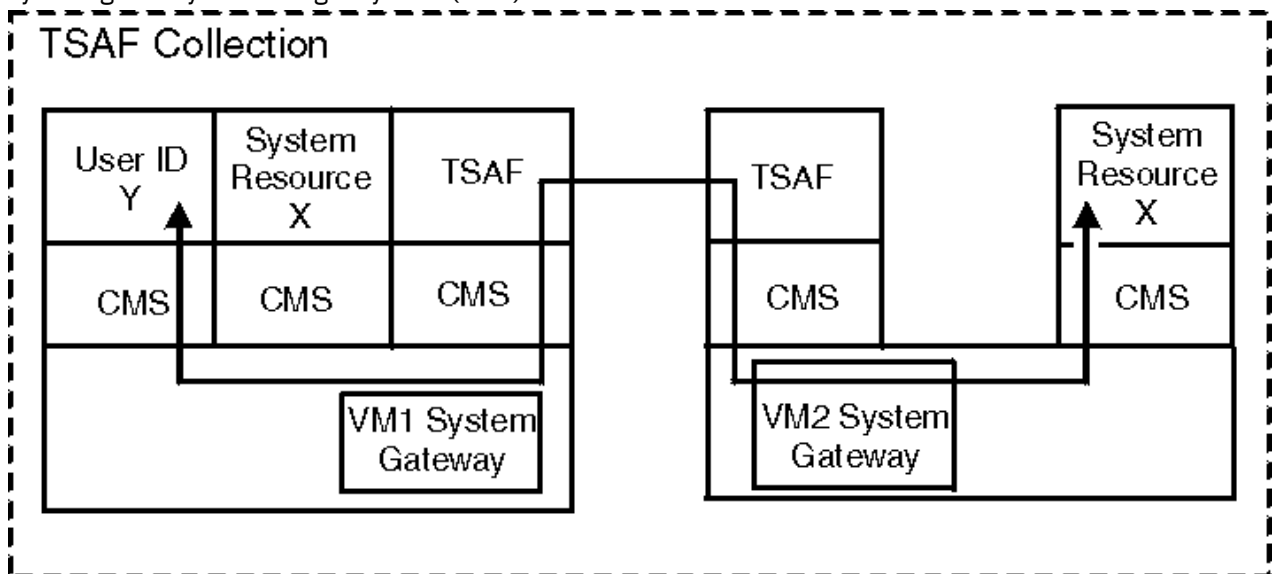 TSAF Collection
User ID
Y
System
Resource
X
TSAF
TSAF
System
Resource
X
CMS
CMS
CMS
CMS
CMS
VM1 System
Gateway
VM2 System
Gateway